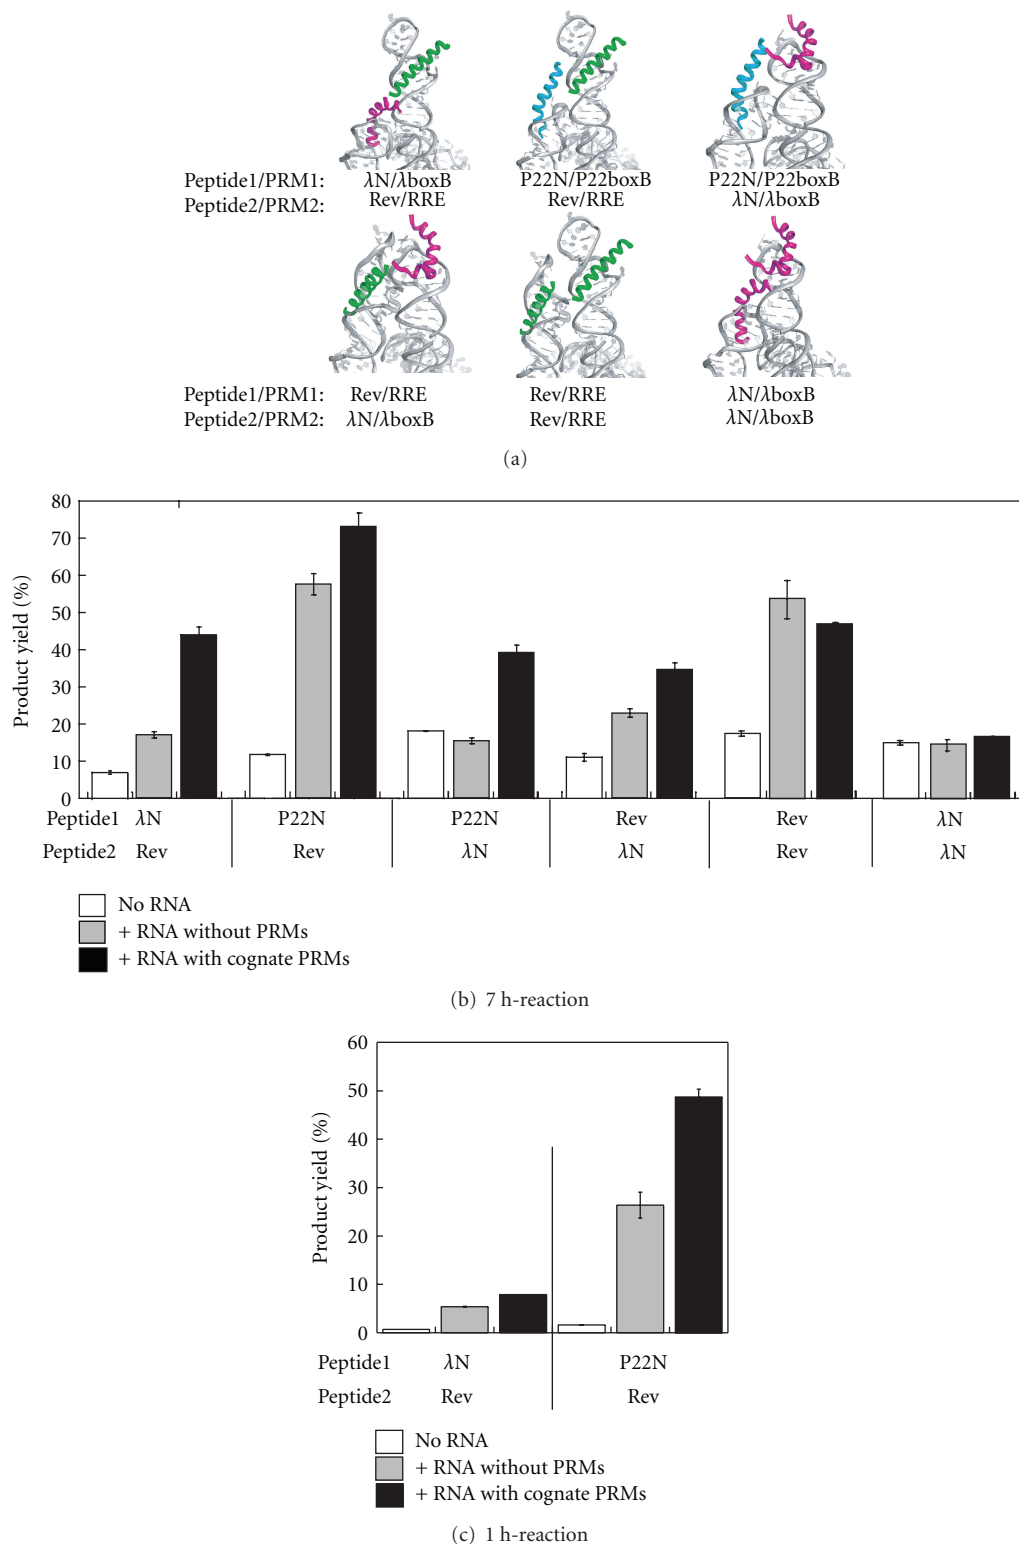 Peptide1/PRM1: λN/λboxB P22N/P22boxB P22N/P22boxB
Peptide2/PRM2: Rev/RRE Rev/RRE λN/λboxB
Peptide1/PRM1: Rev/RRE Rev/RRE λN/λboxB
Peptide2/PRM2: λN/λboxB Rev/RRE λN/λboxB
(a)
Product yield (%)
80
70
60
50
40
30
20
10
0
Peptide1 λN P22N P22N Rev Rev λN
Peptide2 Rev Rev λN λN Rev λN
No RNA
+ RNA without PRMs
+ RNA with cognate PRMs
(b) 7 h-reaction
Product yield (%)
60
50
40
30
20
10
0
Peptide1 λN P22N
Peptide2 Rev Rev
No RNA
+ RNA without PRMs
+ RNA with cognate PRMs
(c) 1 h-reaction